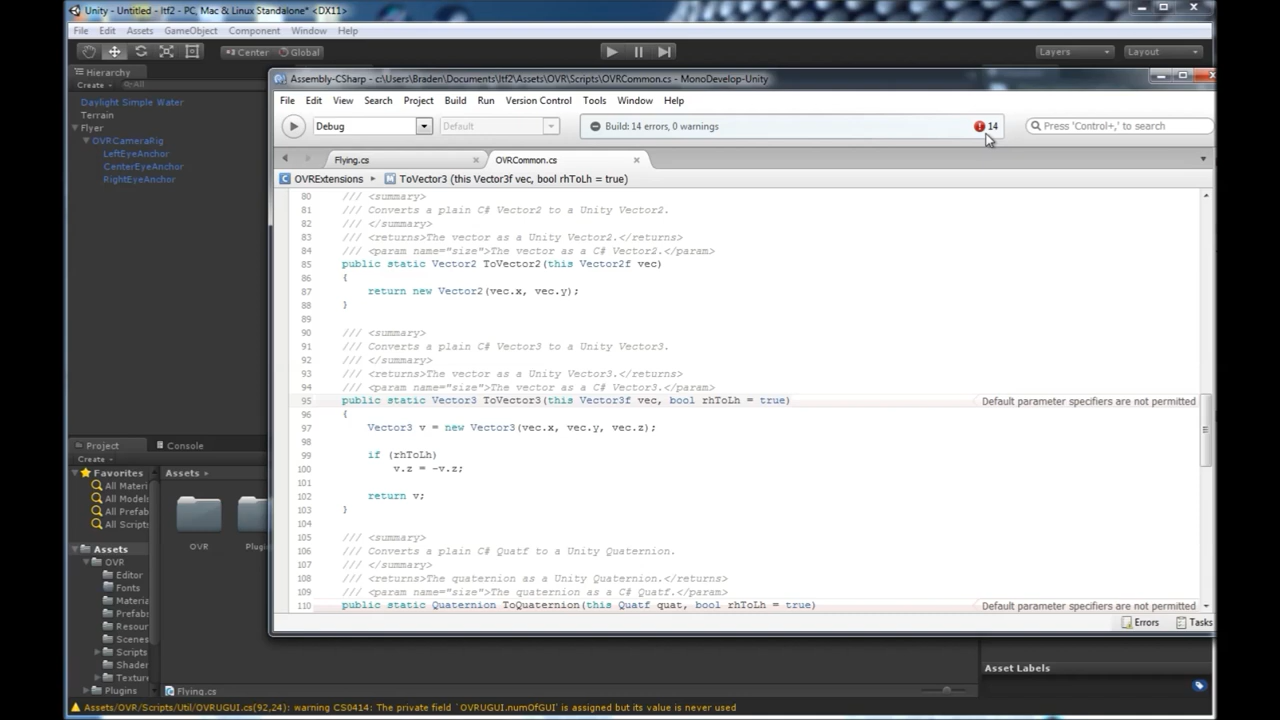 Unity - Untitled - Itf2 - PC, Mac & Linux Standalone* <DX11>
File Edit Assets GameObject Component Window Help
Center Global Layers Layout
Hierarchy
Create All
Daylight Simple Water
Terrain
Flyer
OVRCameraRig
LeftEyeAnchor
CenterEyeAnchor
RightEyeAnchor
Assembly-CSharp - c:\Users\Braden\Documents\Itf2\Assets\OVR\Scripts\OVRCommon.cs - MonoDevelop-Unity
File Edit View Search Project Build Run Version Control Tools Window Help
Debug Default Build: 14 errors, 0 warnings 14 Press 'Control+,' to search
Flying.cs OVRCommon.cs
OVRExtensions ToVector3 (this Vector3f vec, bool rhToLh = true)
80 /// <summary>
81 /// Converts a plain C# Vector2 to a Unity Vector2.
82 /// </summary>
83 /// <returns>The vector as a Unity Vector2.</returns>
84 /// <param name="size">The vector as a C# Vector2.</param>
85 public static Vector2 ToVector2(this Vector2f vec)
86 {
87 return new Vector2(vec.x, vec.y);
88 }
89
90 /// <summary>
91 /// Converts a plain C# Vector3 to a Unity Vector3.
92 /// </summary>
93 /// <returns>The vector as a Unity Vector3.</returns>
94 /// <param name="size">The vector as a C# Vector3.</param>
95 public static Vector3 ToVector3(this Vector3f vec, bool rhToLh = true) Default parameter specifiers are not permitted
96 {
97 Vector3 v = new Vector3(vec.x, vec.y, vec.z);
98
99 if (rhToLh)
100 v.z = -v.z;
101
102 return v;
103 }
104
105 /// <summary>
106 /// Converts a plain C# Quatf to a Unity Quaternion.
107 /// </summary>
108 /// <returns>The quaternion as a Unity Quaternion.</returns>
109 /// <param name="size">The quaternion as a C# Quatf.</param>
110 public static Quaternion ToQuaternion(this Quatf quat, bool rhToLh = true) Default parameter specifiers are not permitted
Errors Tasks
Project Console
Create
Favorites
All Materi
All Models
All Prefab
All Scripts
Assets
OVR
Editor
Fonts
Materia
Prefabs
Resour
Scenes
Scripts
Shader
Texture
Plugins
Assets
OVR Plugi
Flying.cs
Asset Labels
Assets/OVR/Scripts/Util/OVRUGUI.cs(92,24): warning CS0414: The private field `OVRUGUI.numOfGUI' is assigned but its value is never used